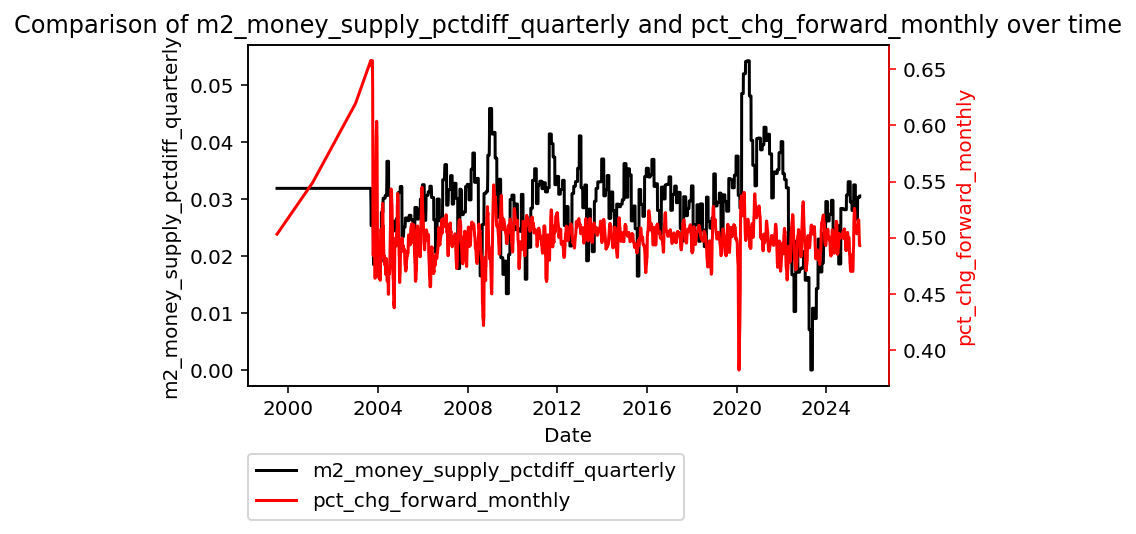 Comparison of m2_money_supply_pctdiff_quarterly and pct_chg_forward_monthly over time
m2_money_supply_pctdiff_quarterly
0.05
0.04
0.03
0.02
0.01
0.00
0.65
0.60
0.55
0.50
0.45
0.40
pct_chg_forward_monthly
2000 2004 2008 2012 2016 2020 2024
Date
m2_money_supply_pctdiff_quarterly
pct_chg_forward_monthly